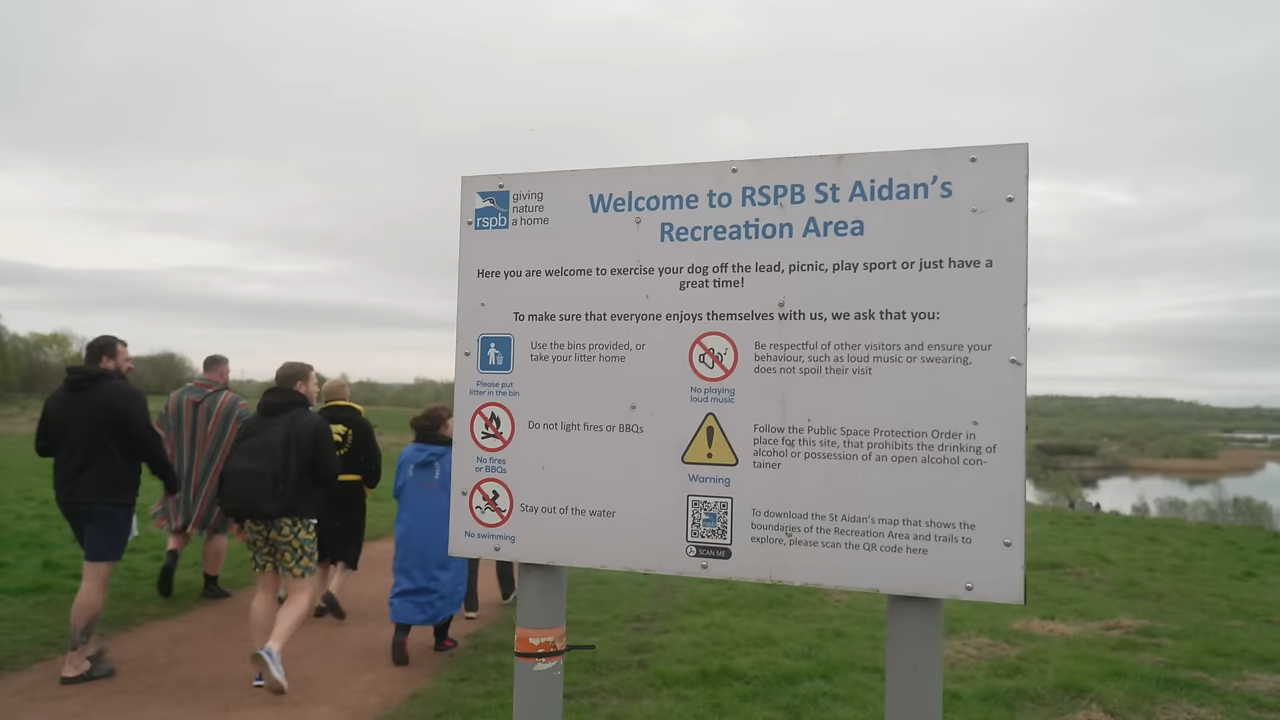 rspb
giving
nature
a home
Welcome to RSPB St Aidan's
Recreation Area
Here you are welcome to exercise your dog off the lead, picnic, play sport or just have a
great time!
To make sure that everyone enjoys themselves with us, we ask that you:
Please put
litter in the bin
Use the bins provided, or
take your litter home
No playing
loud music
Be respectful of other visitors and ensure your
behaviour, such as loud music or swearing,
does not spoil their visit
No fires
or BBQs
Do not light fires or BBQs
Warning
Follow the Public Space Protection Order in
place for this site, that prohibits the drinking of
alcohol or possession of an open alcohol con-
tainer
No swimming
Stay out of the water
SCAN ME
To download the St Aidan's map that shows the
boundaries of the Recreation Area and trails to
explore, please scan the QR code here